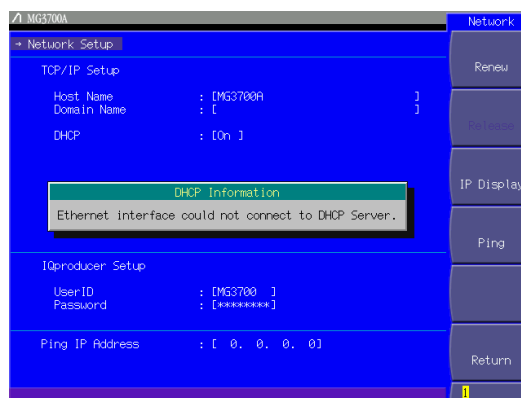 MG3700A
Network
→ Network Setup
TCP/IP Setup
Renew
Host Name : [MG3700A ]
Domain Name : [ ]
Release
DHCP : [On ]
IP Display
DHCP Information
Ethernet interface could not connect to DHCP Server.
Ping
IQproducer Setup
UserID : [MG3700 ]
Password : [********]
Ping IP Address : [ 0. 0. 0. 0]
Return
1